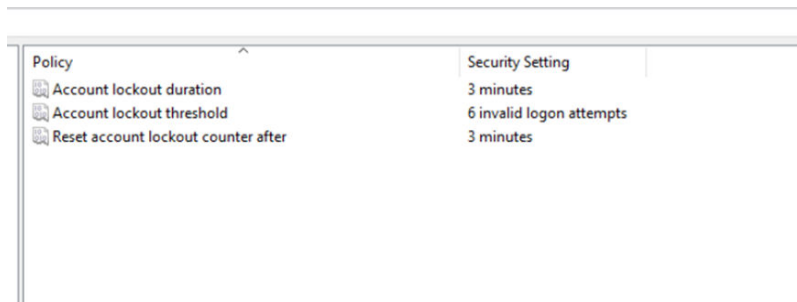 Policy Security Setting
Account lockout duration 3 minutes
Account lockout threshold 6 invalid logon attempts
Reset account lockout counter after 3 minutes